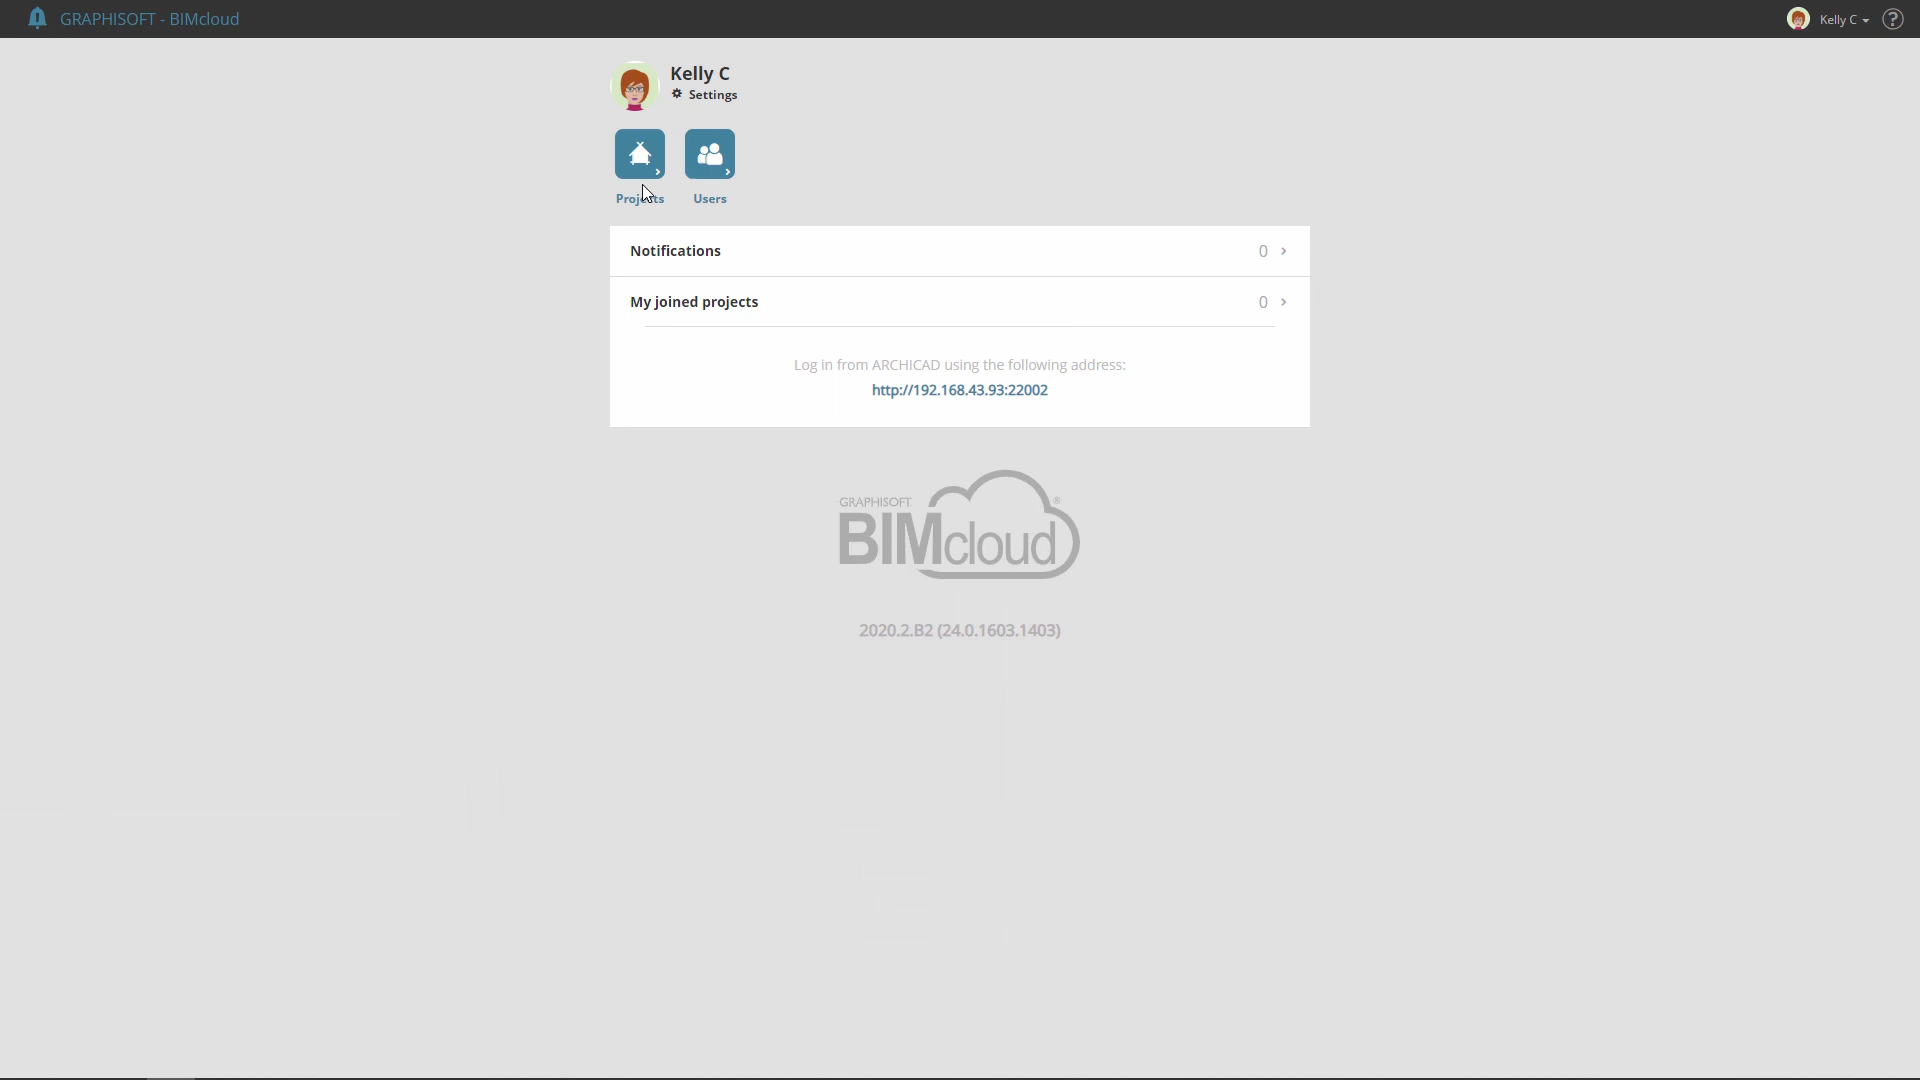 GRAPHISOFT - BIMcloud
Kelly C
Kelly C
Settings
Projects
Users
Notifications 0
My joined projects 0
Log in from ARCHICAD using the following address:
http://192.168.43.93:22002
GRAPHISOFT®
BIMcloud
2020.2.B2 (24.0.1603.1403)